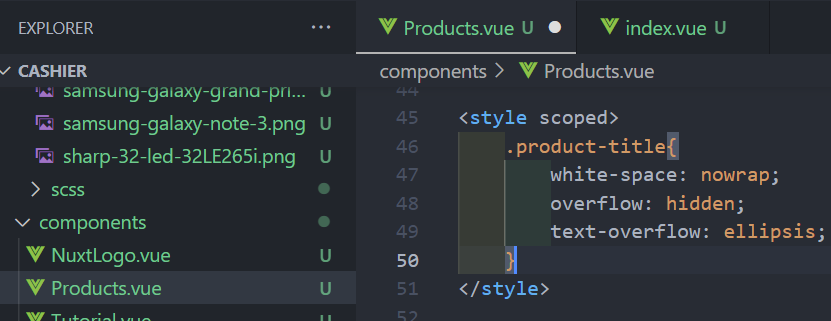 EXPLORER ...
CASHIER
samsung-galaxy-grand-pri... U
samsung-galaxy-note-3.png U
sharp-32-led-32LE265i.png U
scss
components
NuxtLogo.vue U
Products.vue U
Tutorial.vue U
Products.vue U
index.vue U
components > Products.vue
44
45 <style scoped>
46 .product-title{
47 white-space: nowrap;
48 overflow: hidden;
49 text-overflow: ellipsis;
50 }
51 </style>
52